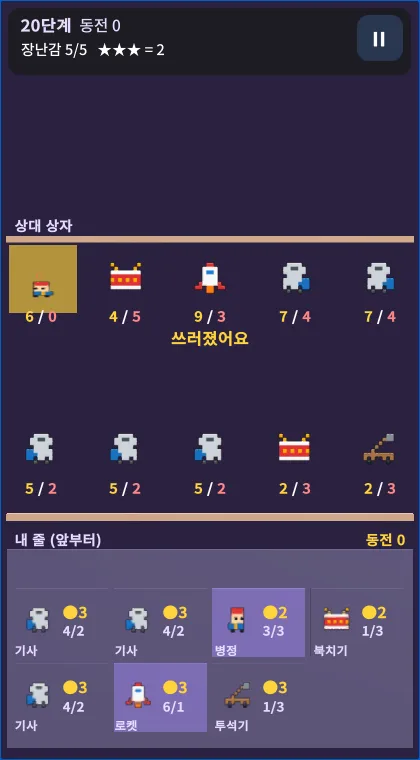 20단계 동전 0
장난감 5/5 ★★★ = 2
상대 상자
6 / 0 4 / 5 9 / 3 7 / 4 7 / 4
쓰러졌어요
5 / 2 5 / 2 5 / 2 2 / 3 2 / 3
내 줄 (앞부터) 동전 0
3 3 2 2
4/2 4/2 3/3 1/3
기사 기사 병정 북치기
3 3 3
4/2 6/1 1/3
기사 로켓 투석기